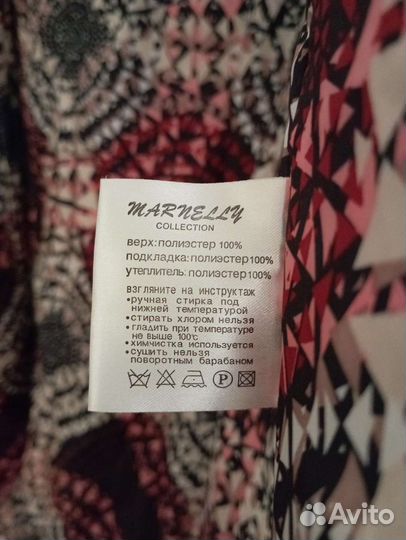 MARNELLY
COLLECTION
верх: полиэстер 100%
подкладка: полиэстер 100%
утеплитель: полиэстер 100%
взгляните на инструктаж
•ручная стирка под
нижней температурой
•стирать хлором нельзя
•гладить при температуре
не выше 100℃
•химчистка используется
•сушить нельзя
поворотным барабаном
P
Avito